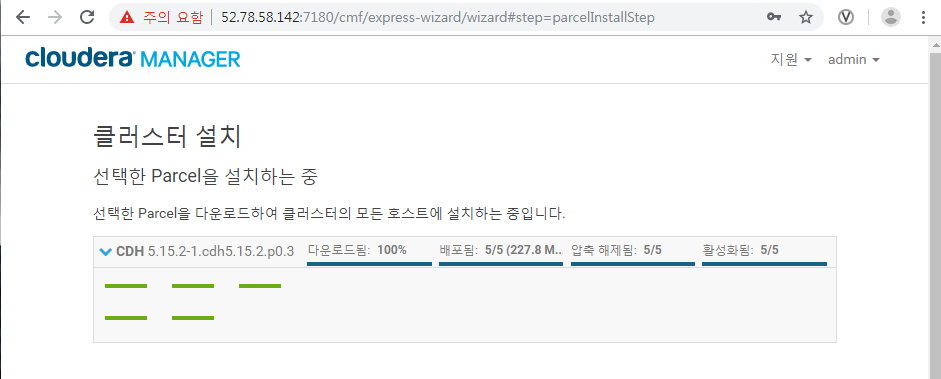 주의 요함 | 52.78.58.142:7180/cmf/express-wizard/wizard#step=parcelInstallStep
cloudera MANAGER 지원 admin
클러스터 설치
선택한 Parcel을 설치하는 중
선택한 Parcel을 다운로드하여 클러스터의 모든 호스트에 설치하는 중입니다.
CDH 5.15.2-1.cdh5.15.2.p0.3 다운로드됨: 100% 배포됨: 5/5 (227.8 M.. 압축 해제됨: 5/5 활성화됨: 5/5